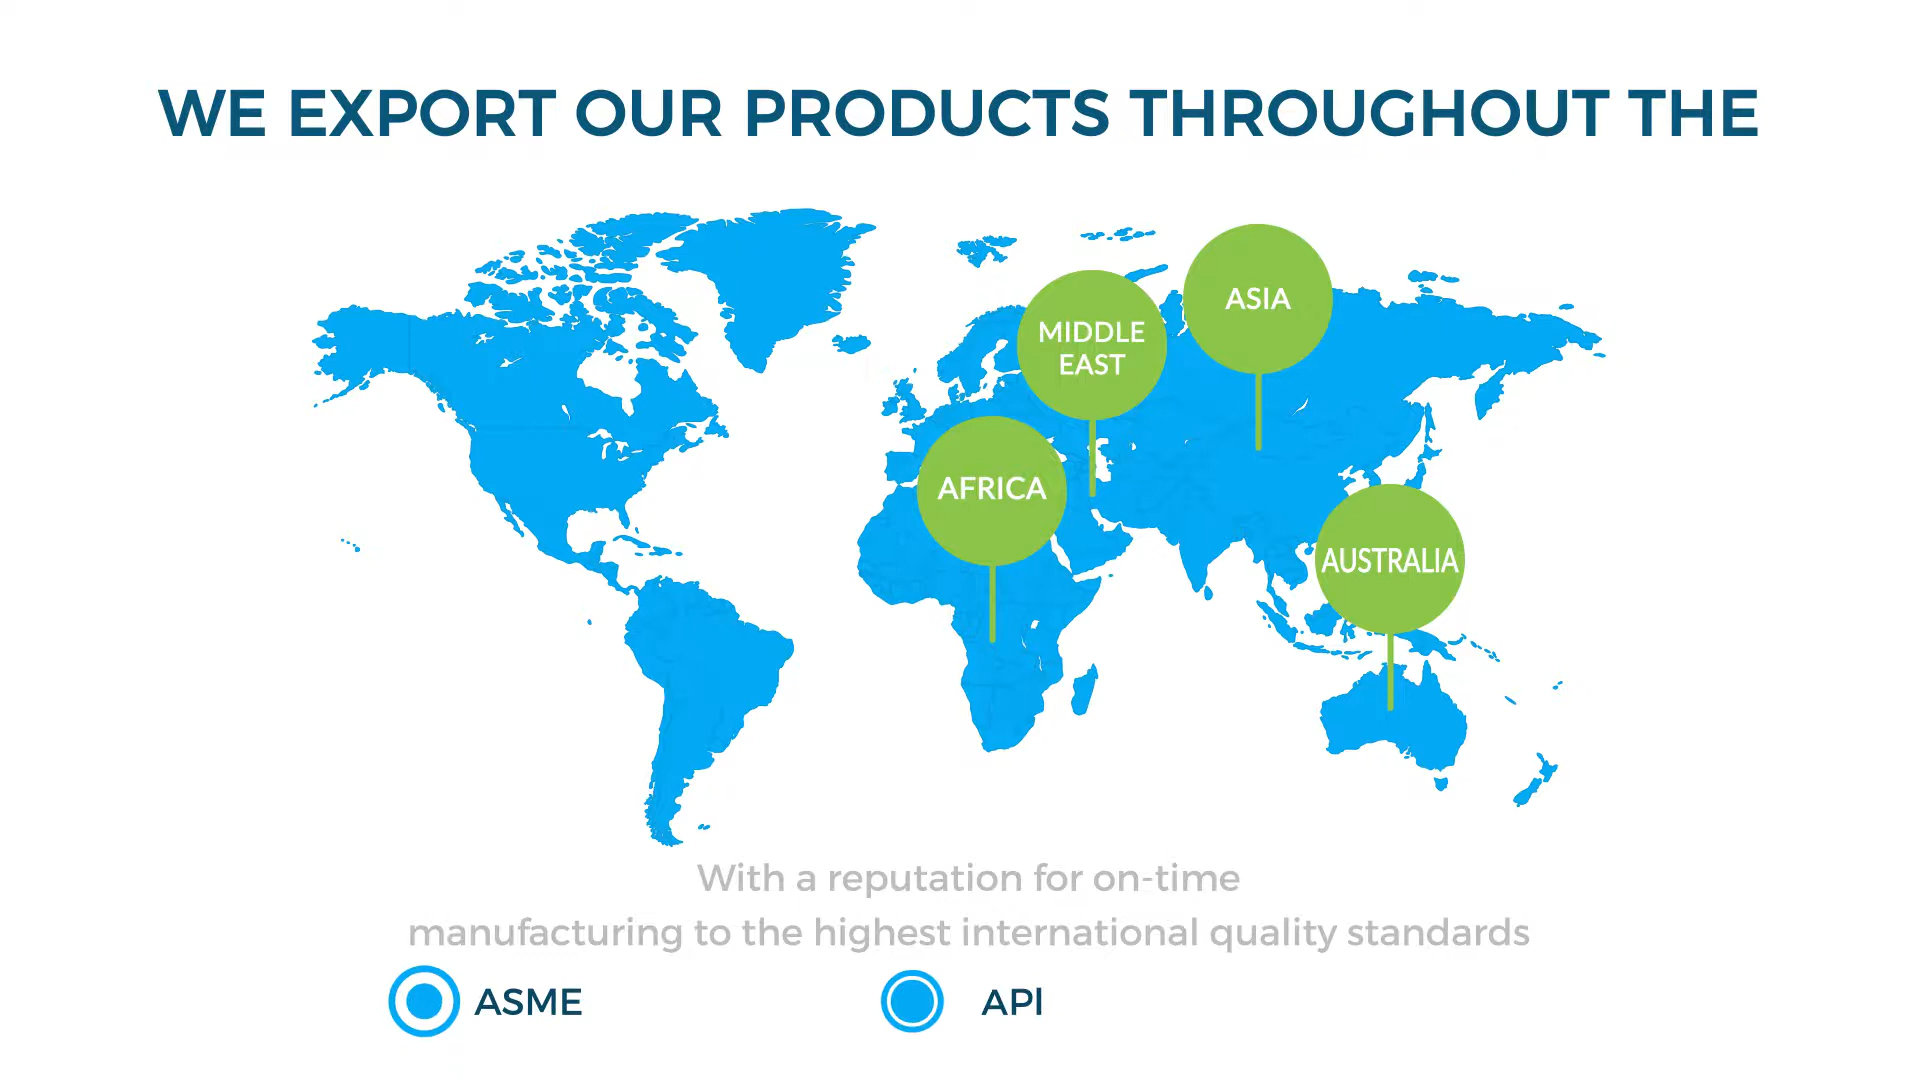 WE EXPORT OUR PRODUCTS THROUGHOUT THE
ASIA
MIDDLE
EAST
AFRICA
AUSTRALIA
With a reputation for on-time
manufacturing to the highest international quality standards
ASME
API